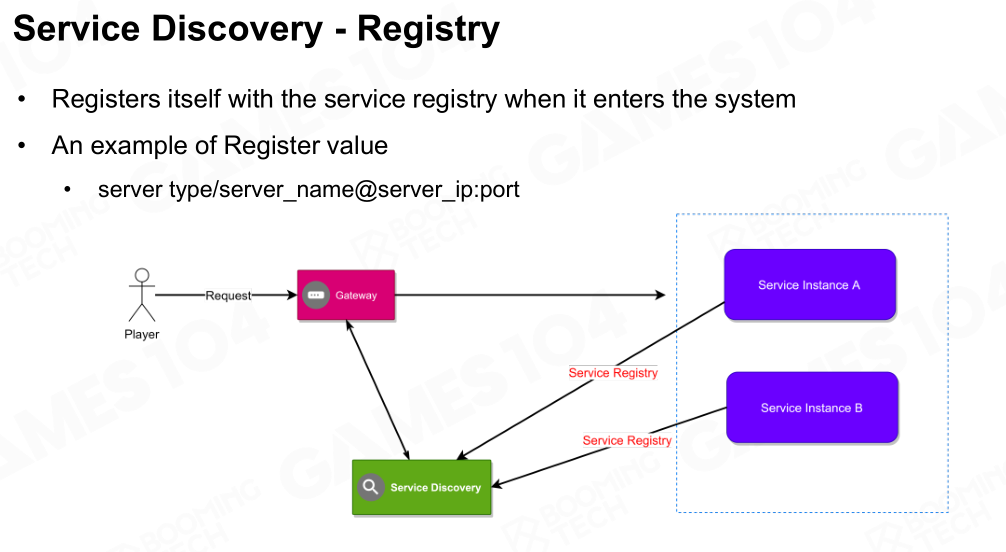 Service Discovery - Registry
• Registers itself with the service registry when it enters the system
• An example of Register value
• server type/server_name@server_ip:port
Service Instance A
Request
Gateway
Player
Service Registry
Service Instance B
Service Registry
Service Discovery
GAMES104
BOOMING TECH